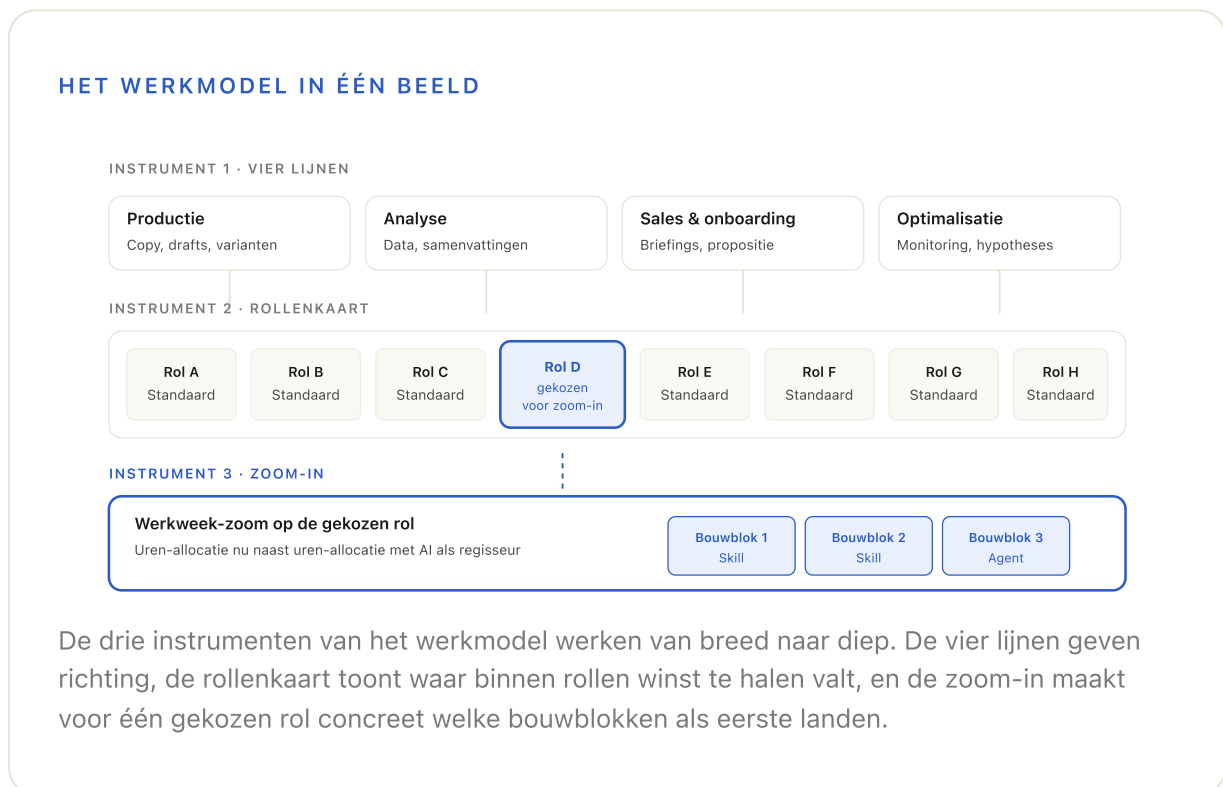 HET WERKMODEL IN ÉÉN BEELD
INSTRUMENT 1 · VIER LIJNEN
Productie
Copy, drafts, varianten
Analyse
Data, samenvattingen
Sales & onboarding
Briefings, propositie
Optimalisatie
Monitoring, hypotheses
INSTRUMENT 2 · ROLLENKAART
Rol A
Standaard
Rol B
Standaard
Rol C
Standaard
Rol D
gekozen
voor zoom-in
Rol E
Standaard
Rol F
Standaard
Rol G
Standaard
Rol H
Standaard
INSTRUMENT 3 · ZOOM-IN
Werkweek-zoom op de gekozen rol
Uren-allocatie nu naast uren-allocatie met AI als regisseur
Bouwblok 1
Skill
Bouwblok 2
Skill
Bouwblok 3
Agent
De drie instrumenten van het werkmodel werken van breed naar diep. De vier lijnen geven
richting, de rollenkaart toont waar binnen rollen winst te halen valt, en de zoom-in maakt
voor één gekozen rol concreet welke bouwblokken als eerste landen.